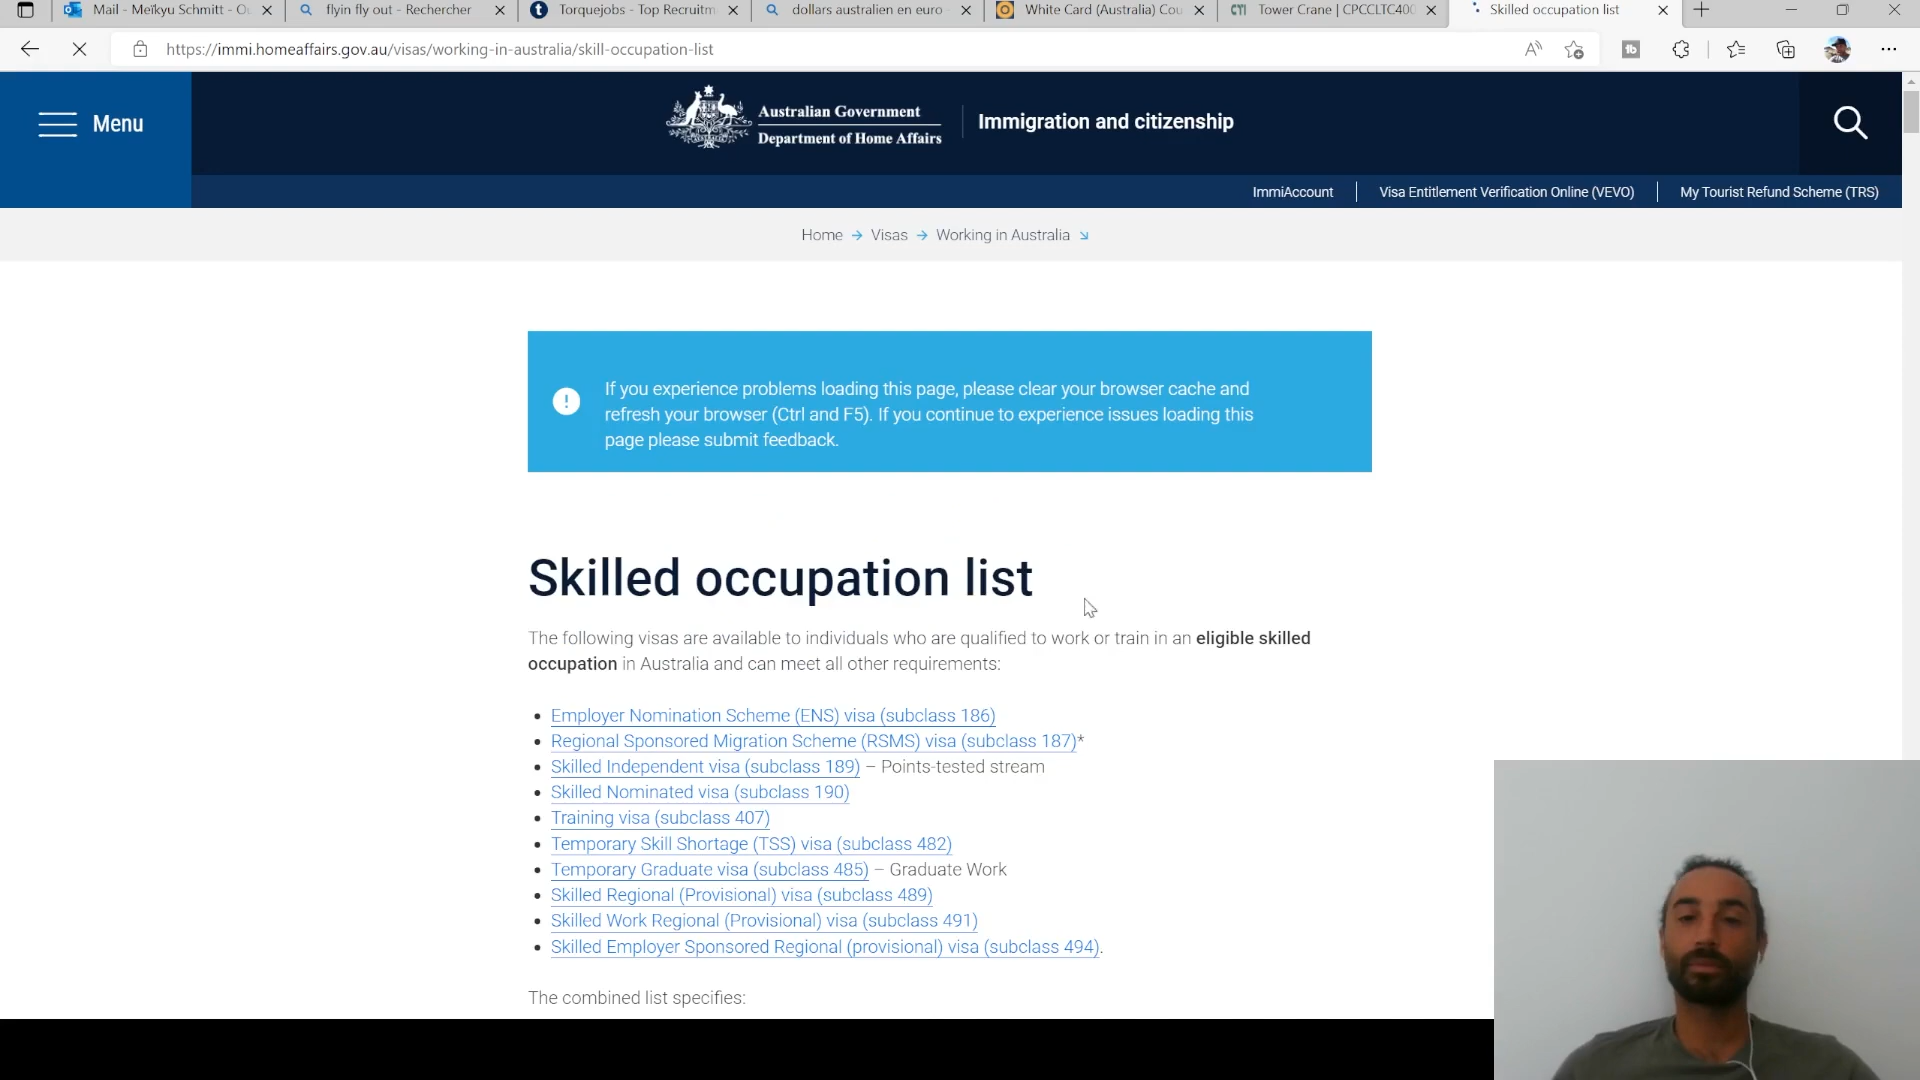 Mail - Meïkyu Schmitt - Ou
flyin fly out - Rechercher
Torquejobs - Top Recruitm
dollars australien en euro -
White Card (Australia) Cou
CTI
Tower Crane | CPCCLTC400
Skilled occupation list
https://immi.homeaffairs.gov.au/visas/working-in-australia/skill-occupation-list
Menu
Australian Government
Department of Home Affairs
Immigration and citizenship
ImmiAccount
Visa Entitlement Verification Online (VEVO)
My Tourist Refund Scheme (TRS)
Home
Visas
Working in Australia
If you experience problems loading this page, please clear your browser cache and
refresh your browser (Ctrl and F5). If you continue to experience issues loading this
page please submit feedback.
Skilled occupation list
The following visas are available to individuals who are qualified to work or train in an eligible skilled
occupation in Australia and can meet all other requirements:
Employer Nomination Scheme (ENS) visa (subclass 186)
Regional Sponsored Migration Scheme (RSMS) visa (subclass 187)*
Skilled Independent visa (subclass 189) – Points-tested stream
Skilled Nominated visa (subclass 190)
Training visa (subclass 407)
Temporary Skill Shortage (TSS) visa (subclass 482)
Temporary Graduate visa (subclass 485) – Graduate Work
Skilled Regional (Provisional) visa (subclass 489)
Skilled Work Regional (Provisional) visa (subclass 491)
Skilled Employer Sponsored Regional (provisional) visa (subclass 494).
The combined list specifies: